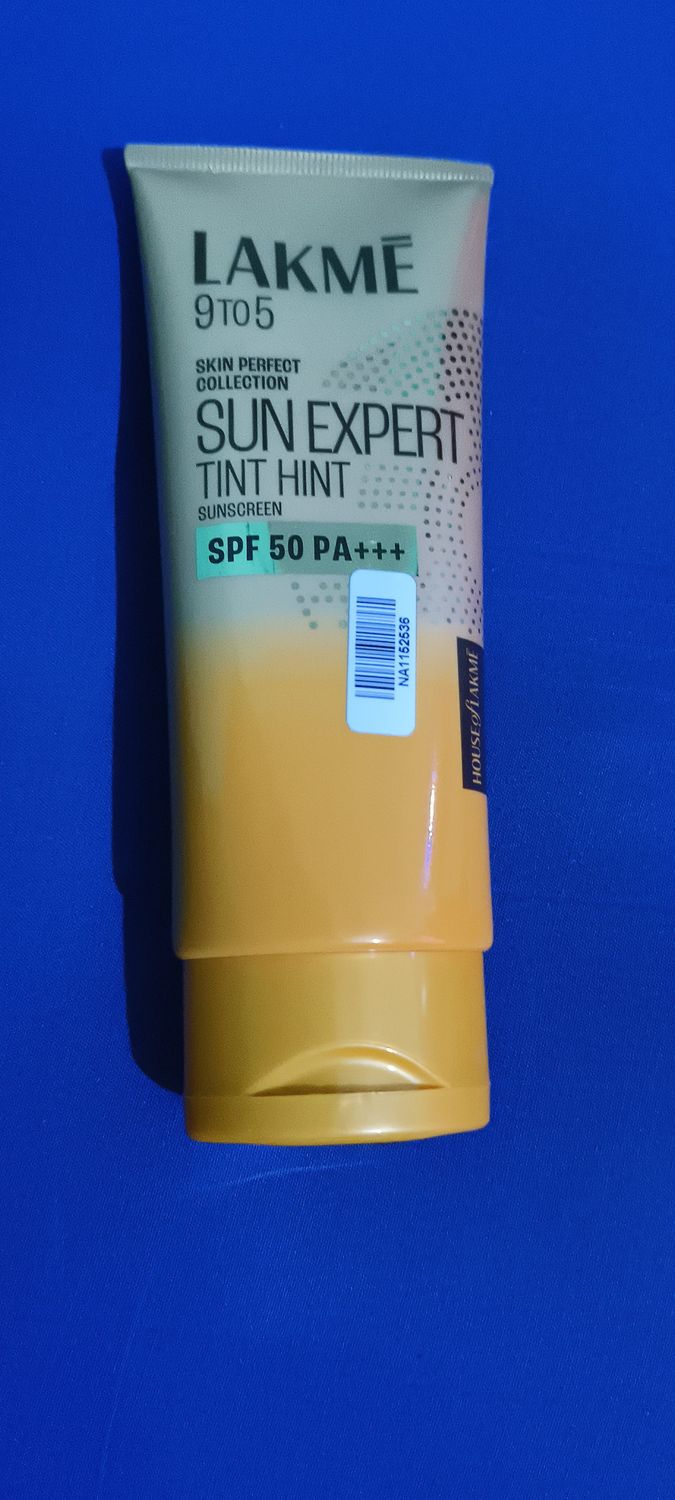 LAKMĒ
9TO5
SKIN PERFECT
COLLECTION
SUN EXPERT
TINT HINT
SUNSCREEN
SPF 50 PA+++
NA1152536
HOUSE of LAKMĒ